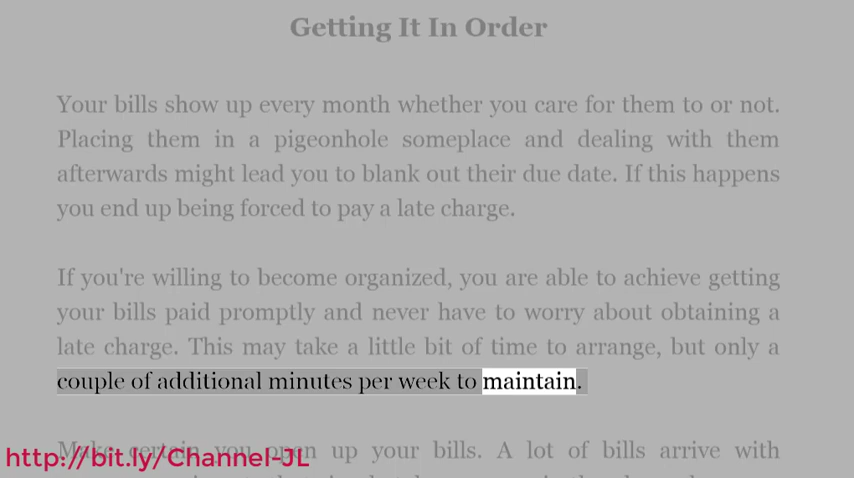 Getting It In Order
Your bills show up every month whether you care for them to or not.
Placing them in a pigeonhole someplace and dealing with them
afterwards might lead you to blank out their due date. If this happens
you end up being forced to pay a late charge.
If you're willing to become organized, you are able to achieve getting
your bills paid promptly and never have to worry about obtaining a
late charge. This may take a little bit of time to arrange, but only a
couple of additional minutes per week to maintain.
Make certain you open up your bills. A lot of bills arrive with
http://bit.ly/Channel-JL